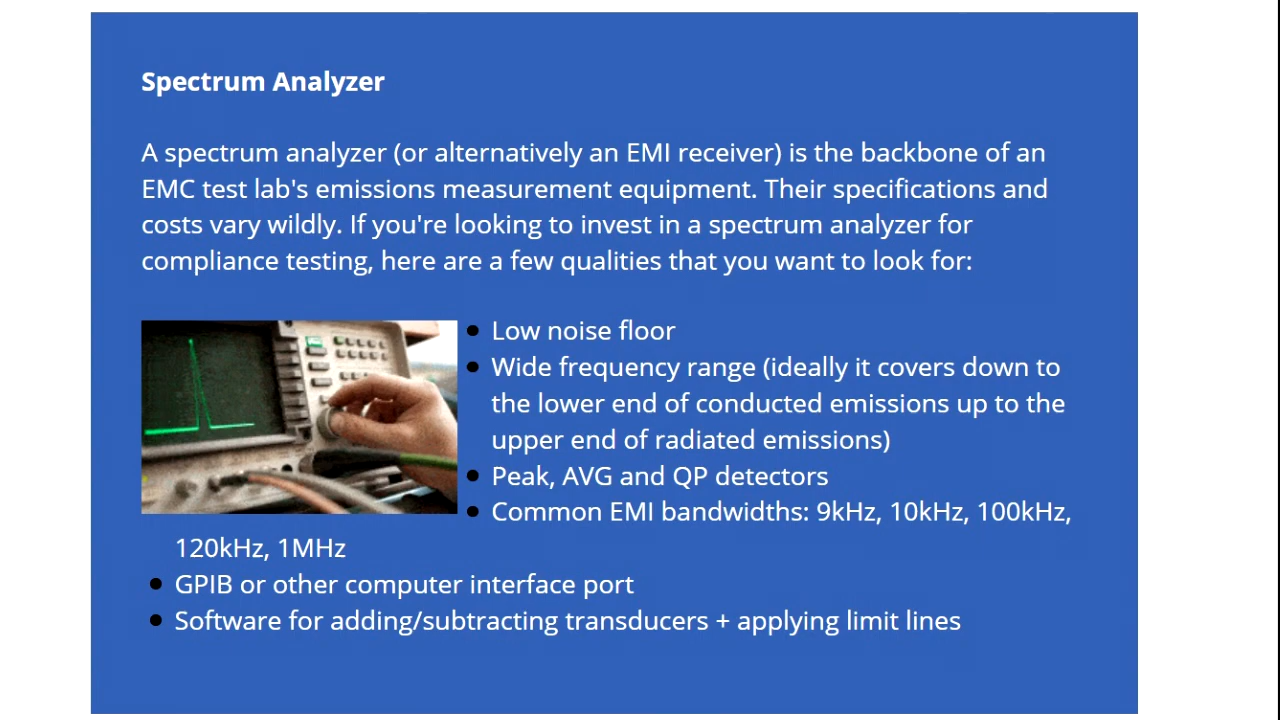 Spectrum Analyzer
A spectrum analyzer (or alternatively an EMI receiver) is the backbone of an
EMC test lab's emissions measurement equipment. Their specifications and
costs vary wildly. If you're looking to invest in a spectrum analyzer for
compliance testing, here are a few qualities that you want to look for:
• Low noise floor
• Wide frequency range (ideally it covers down to
the lower end of conducted emissions up to the
upper end of radiated emissions)
• Peak, AVG and QP detectors
• Common EMI bandwidths: 9kHz, 10kHz, 100kHz,
120kHz, 1MHz
• GPIB or other computer interface port
• Software for adding/subtracting transducers + applying limit lines